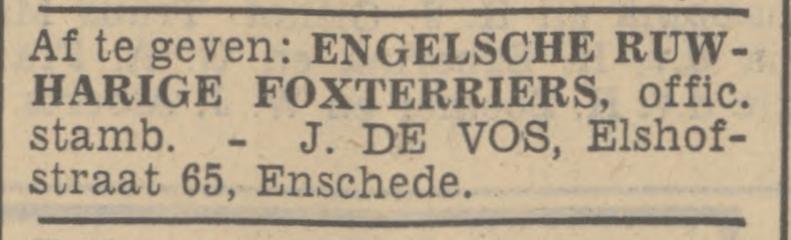 Af te geven: ENGELSCHE RUW-
HARIGE FOXTERRIERS, offic.
stamb. - J. DE VOS, Elshof-
straat 65, Enschede.